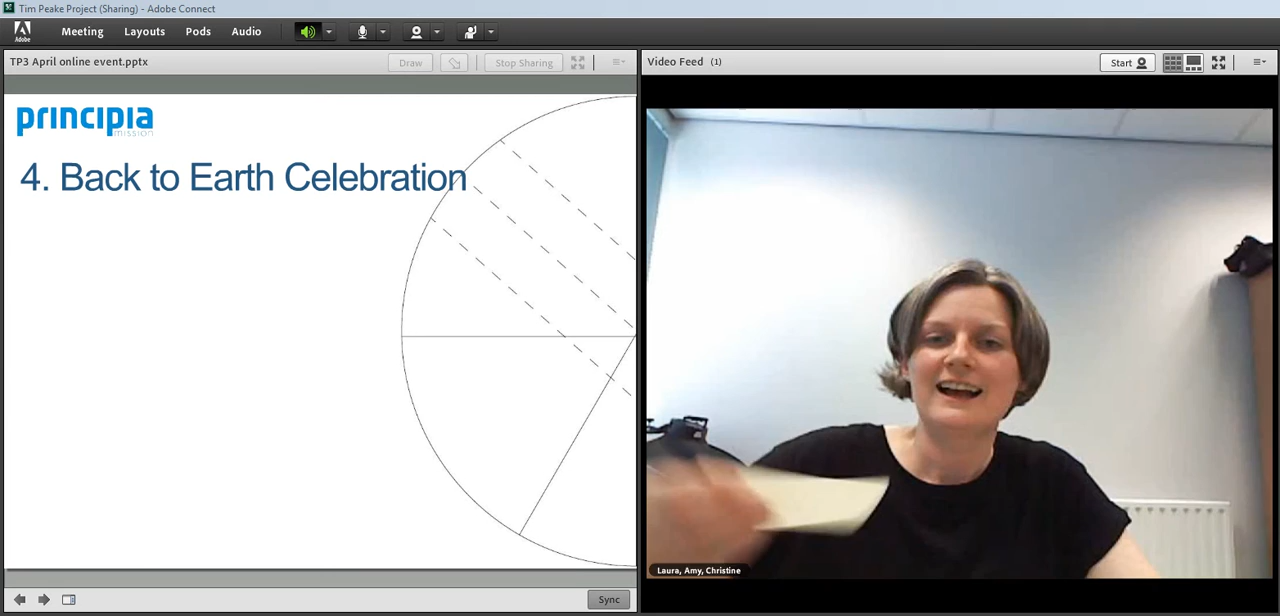 Tim Peake Project (Sharing) - Adobe Connect
Adobe
Meeting
Layouts
Pods
Audio
TP3 April online event.pptx
Draw
Stop Sharing
Video Feed (1)
Start
principia
mission
4. Back to Earth Celebration
Laura, Amy, Christine
Sync